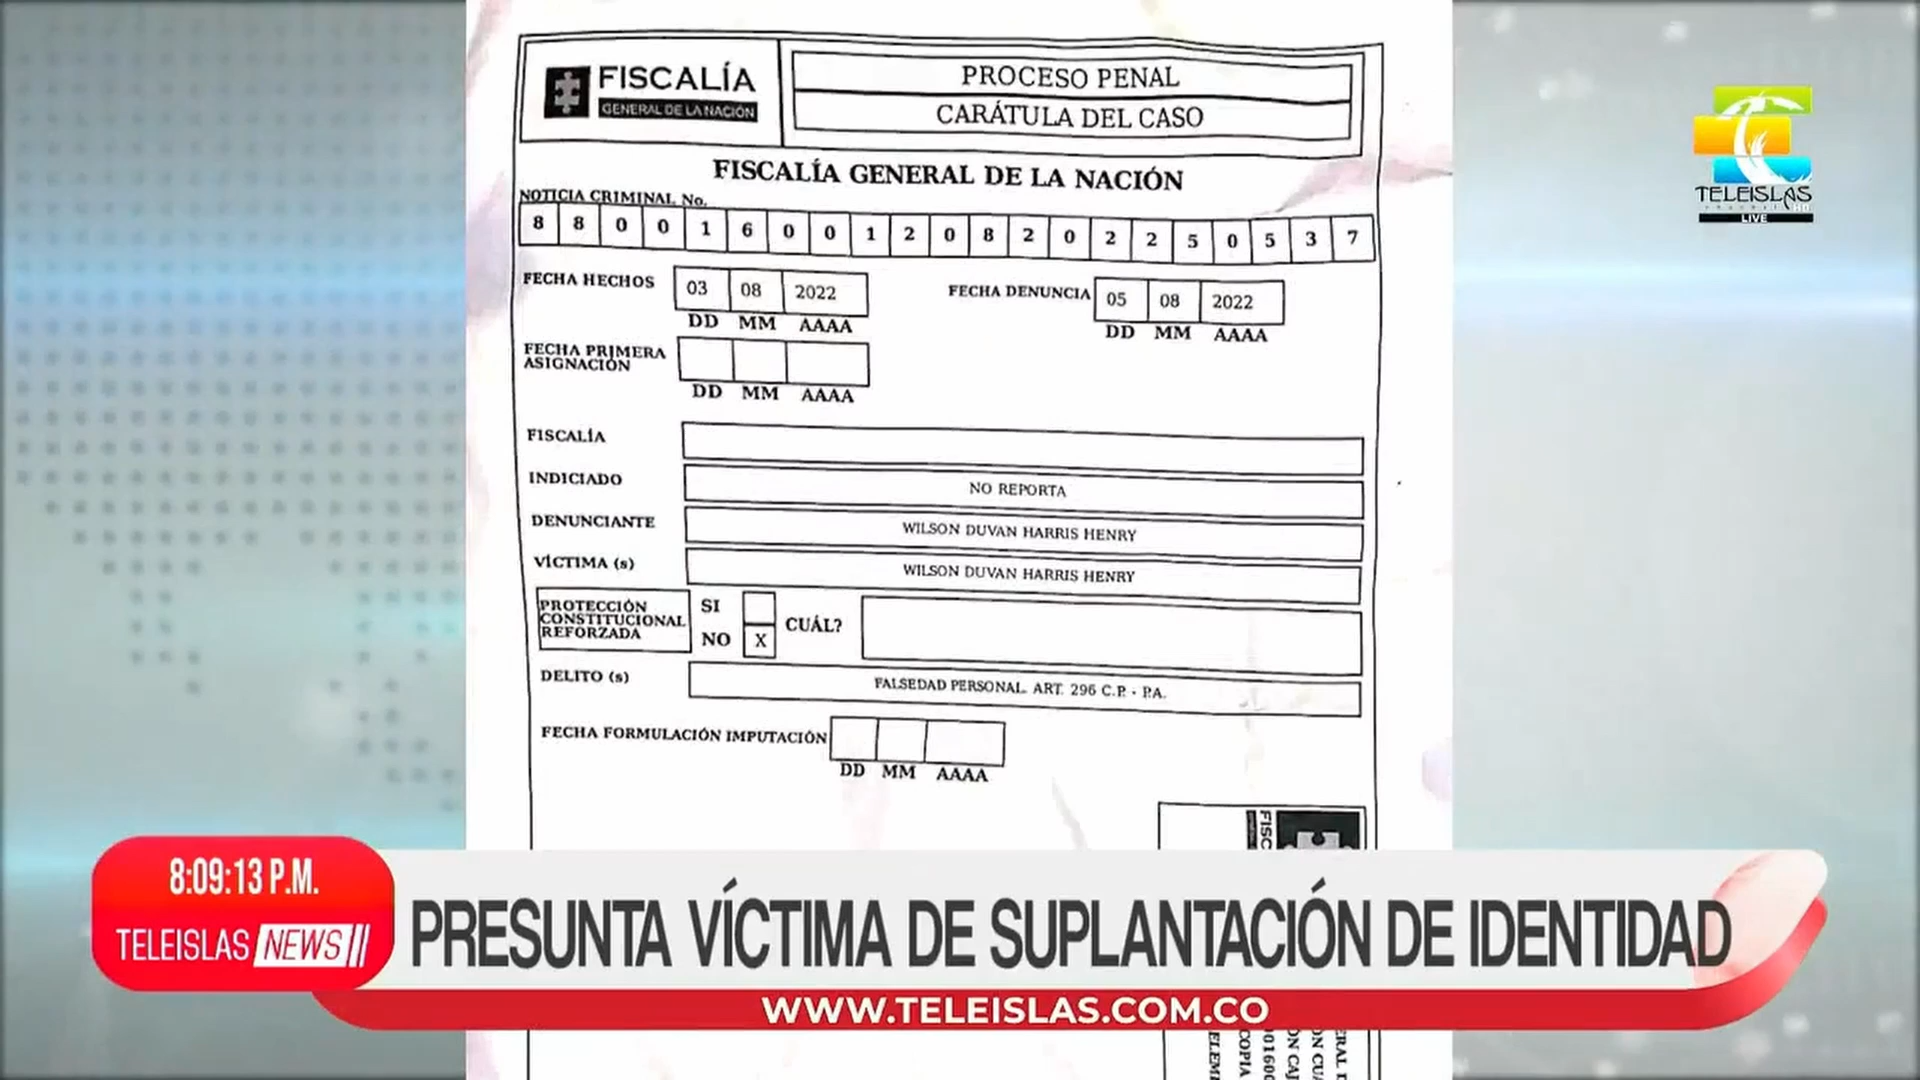 FISCALÍA
GENERAL DE LA NACIÓN
PROCESO PENAL
CARÁTULA DEL CASO
FISCALÍA GENERAL DE LA NACIÓN
NOTICIA CRIMINAL No.
8 8 0 0 1 6 0 0 1 2 0 8 2 0 2 2 5 0 5 3 7
FECHA HECHOS 03 08 2022 FECHA DENUNCIA 05 08 2022
DD MM AAAA DD MM AAAA
FECHA PRIMERA
ASIGNACIÓN
DD MM AAAA
FISCALÍA
INDICIADO NO REPORTA
DENUNCIANTE WILSON DUVAN HARRIS HENRY
VÍCTIMA (s) WILSON DUVAN HARRIS HENRY
PROTECCIÓN
CONSTITUCIONAL
REFORZADA
SI
NO X
CUÁL?
DELITO (s) FALSEDAD PERSONAL. ART. 296 C.P. - P.A.
FECHA FORMULACIÓN IMPUTACIÓN
DD MM AAAA
TELEISLAS
LIVE
8:09:13 P.M.
TELEISLAS NEWS
PRESUNTA VÍCTIMA DE SUPLANTACIÓN DE IDENTIDAD
WWW.TELEISLAS.COM.CO
FISC
COPIA